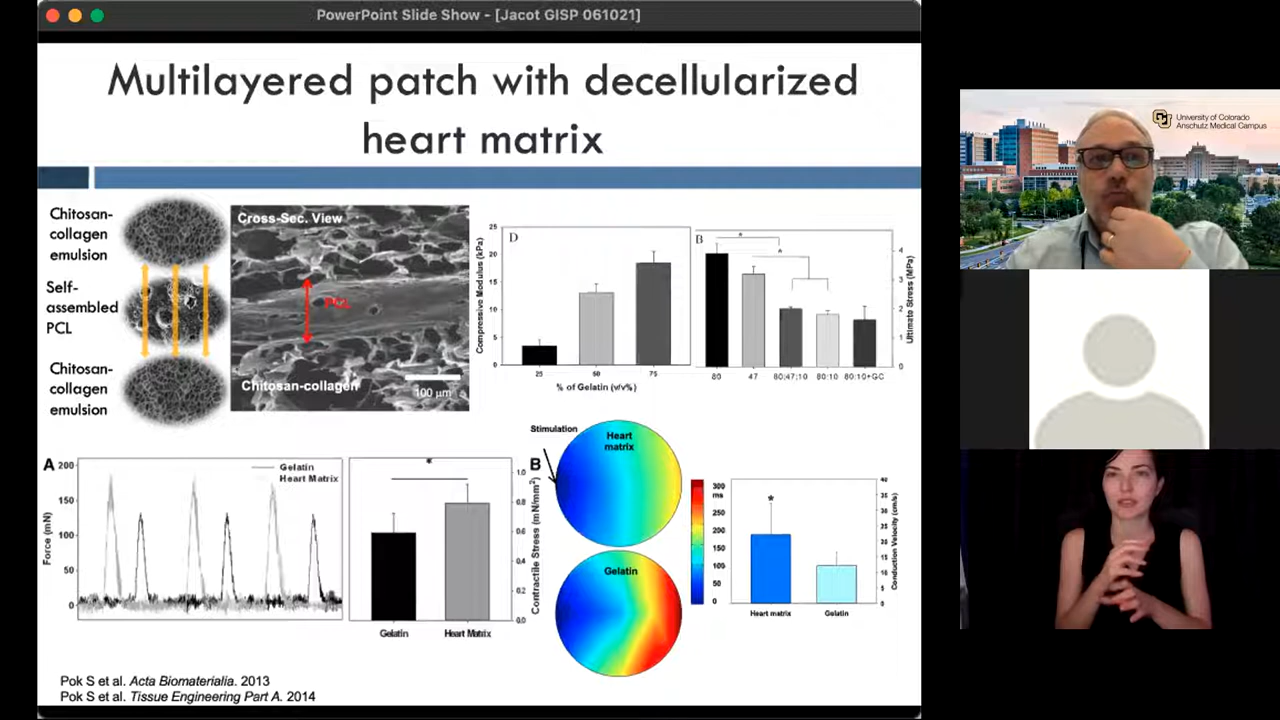 PowerPoint Slide Show - [Jacot GISP 061021]
Multilayered patch with decellularized
heart matrix
Chitosan-
collagen
emulsion
Self-
assembled
PCL
Chitosan-
collagen
emulsion
Cross-Sec. View
PCL
Chitosan-collagen
100 µm
D
Compressive Modulus (kPa)
25
20
15
10
5
0
25 50 75
% of Gelatin (v/v%)
B
*
*
4
3
2
1
0
Ultimate Stress (MPa)
80 47 80;47;10 80;10 80;10+GC
A
Force (mN)
200
150
100
50
0
Gelatin
Heart Matrix
*
1.0
0.8
0.6
0.4
0.2
0.0
Contractile Stress (mN/mm²)
Gelatin Heart Matrix
B
Stimulation
Heart
matrix
Gelatin
300
ms
250
200
150
100
50
0
*
40
35
30
25
20
15
10
5
0
Conduction Velocity (cm/s)
Heart matrix Gelatin
Pok S et al. Acta Biomaterialia. 2013
Pok S et al. Tissue Engineering Part A. 2014
University of Colorado
Anschutz Medical Campus